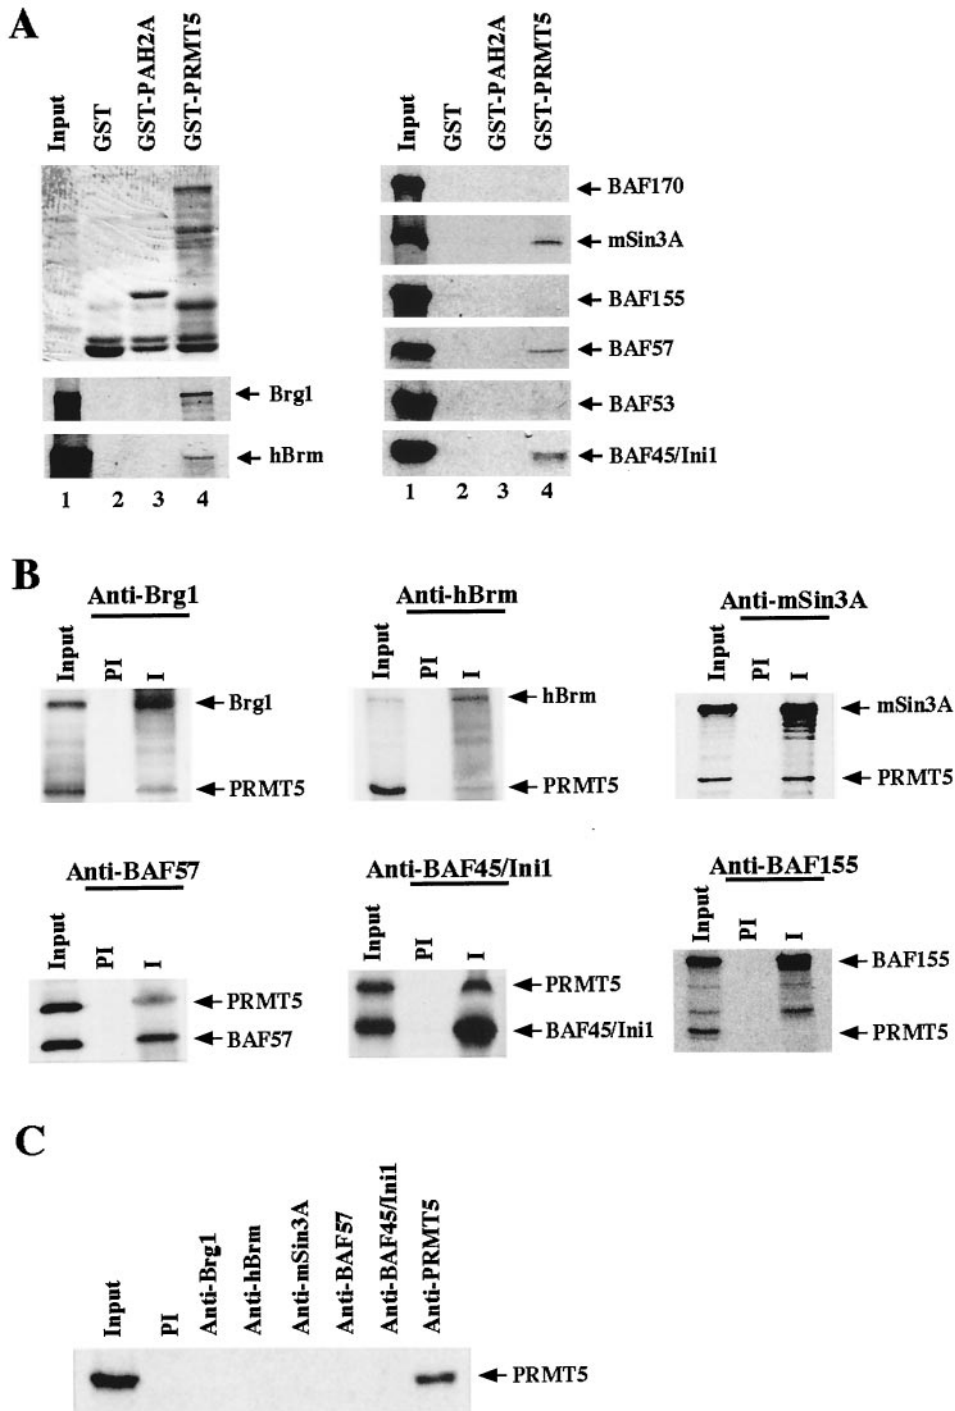 A
Input
GST
GST-PAH2A
GST-PRMT5
Brg1
hBrm
1 2 3 4
Input
GST
GST-PAH2A
GST-PRMT5
BAF170
mSin3A
BAF155
BAF57
BAF53
BAF45/Ini1
1 2 3 4
B
Anti-Brg1
Input
PI
I
Brg1
PRMT5
Anti-hBrm
Input
PI
I
hBrm
PRMT5
Anti-mSin3A
Input
PI
I
mSin3A
PRMT5
Anti-BAF57
Input
PI
I
PRMT5
BAF57
Anti-BAF45/Ini1
Input
PI
I
PRMT5
BAF45/Ini1
Anti-BAF155
Input
PI
I
BAF155
PRMT5
C
Input
PI
Anti-Brg1
Anti-hBrm
Anti-mSin3A
Anti-BAF57
Anti-BAF45/Ini1
Anti-PRMT5
PRMT5